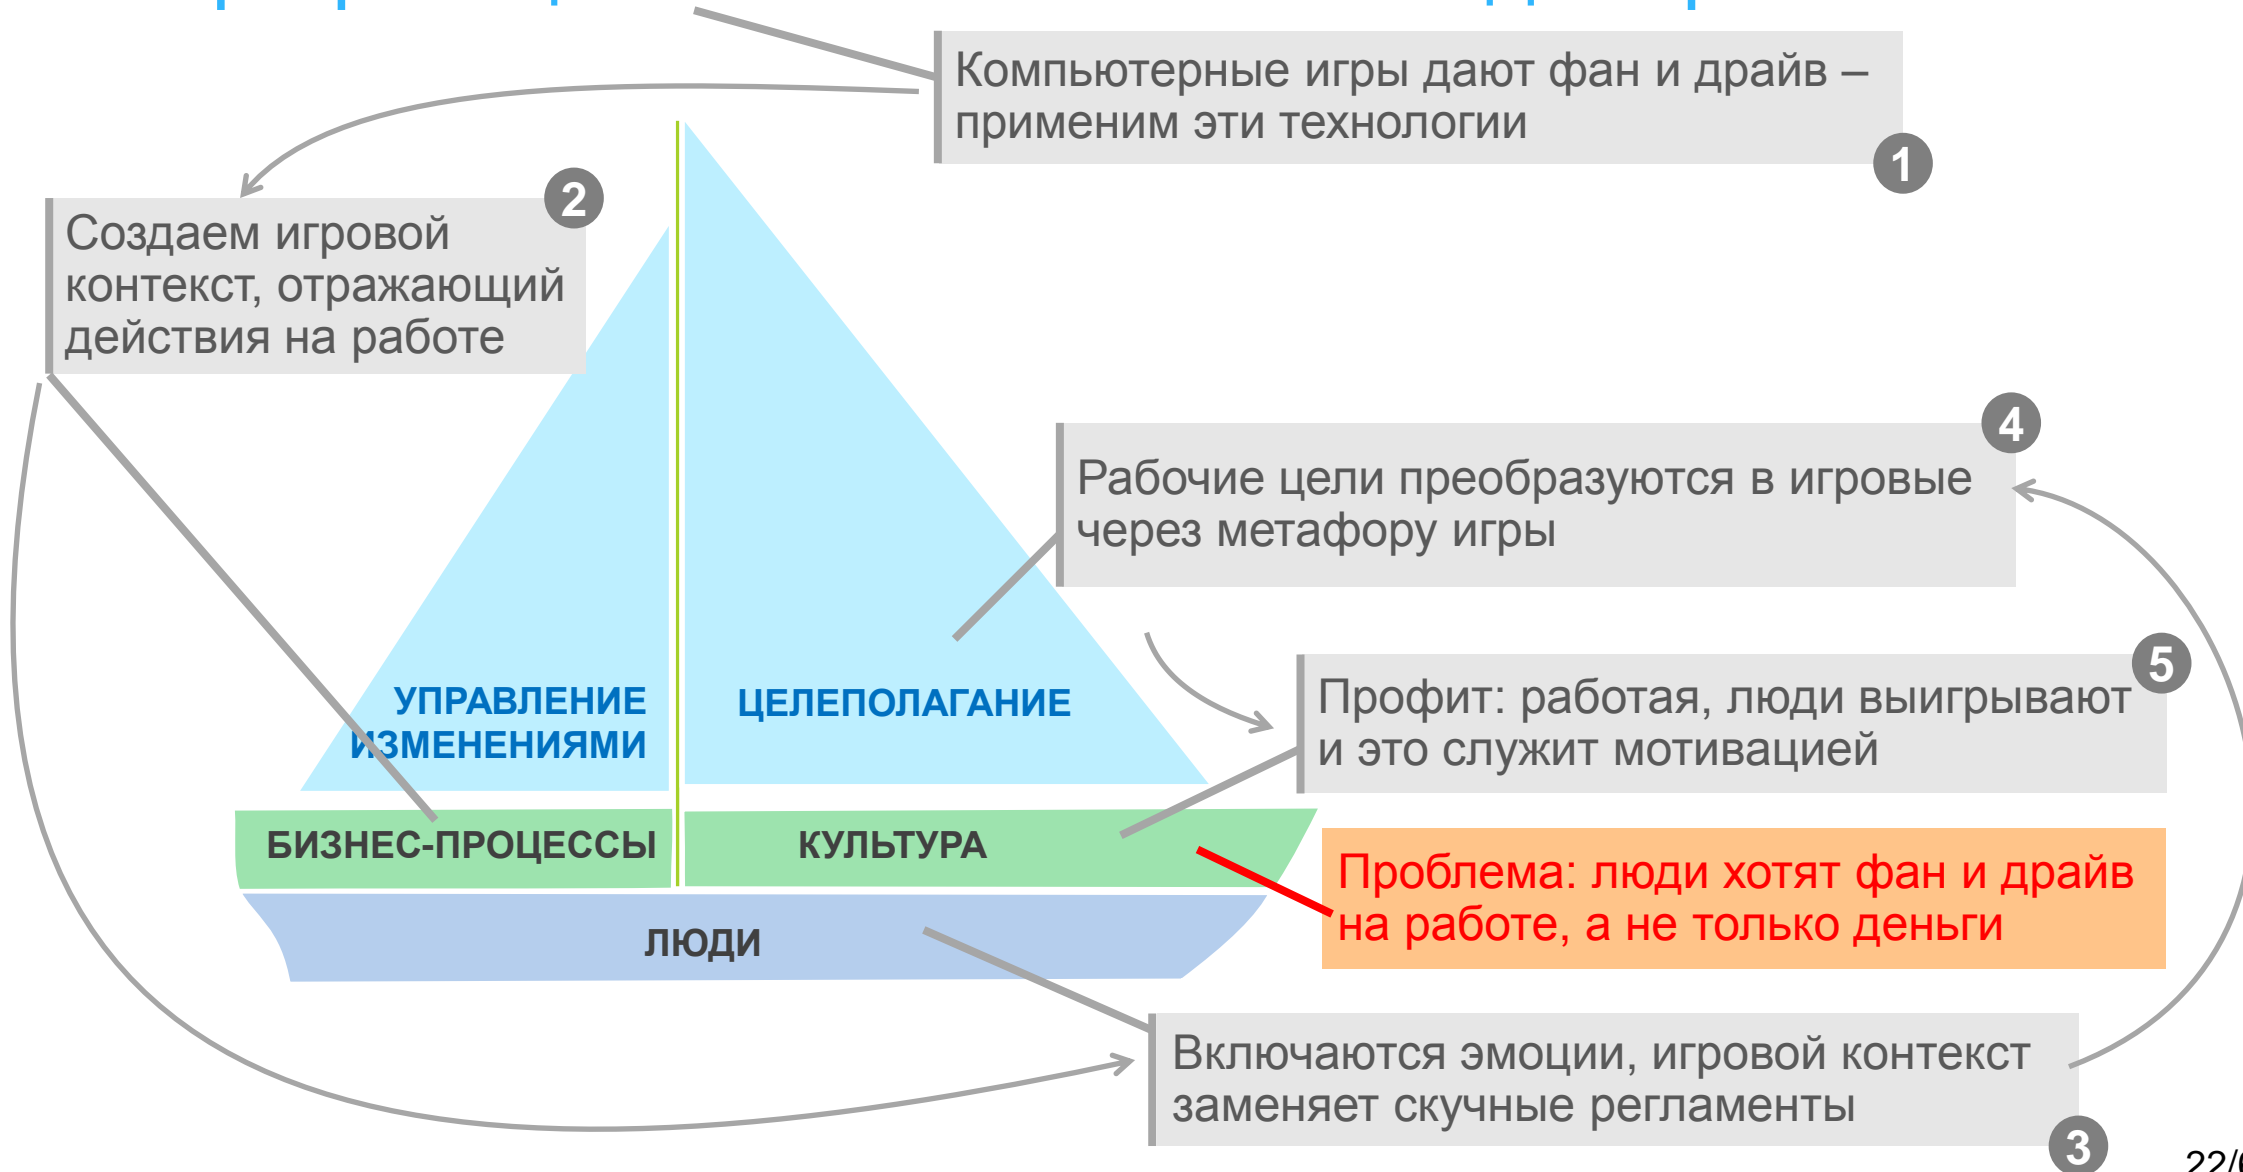 Компьютерные игры дают фан и драйв –
применим эти технологии
1
2
Создаем игровой
контекст, отражающий
действия на работе
4
Рабочие цели преобразуются в игровые
через метафору игры
5
Профит: работая, люди выигрывают
и это служит мотивацией
УПРАВЛЕНИЕ
ИЗМЕНЕНИЯМИ
ЦЕЛЕПОЛАГАНИЕ
БИЗНЕС-ПРОЦЕССЫ
КУЛЬТУРА
Проблема: люди хотят фан и драйв
на работе, а не только деньги
ЛЮДИ
Включаются эмоции, игровой контекст
заменяет скучные регламенты
3